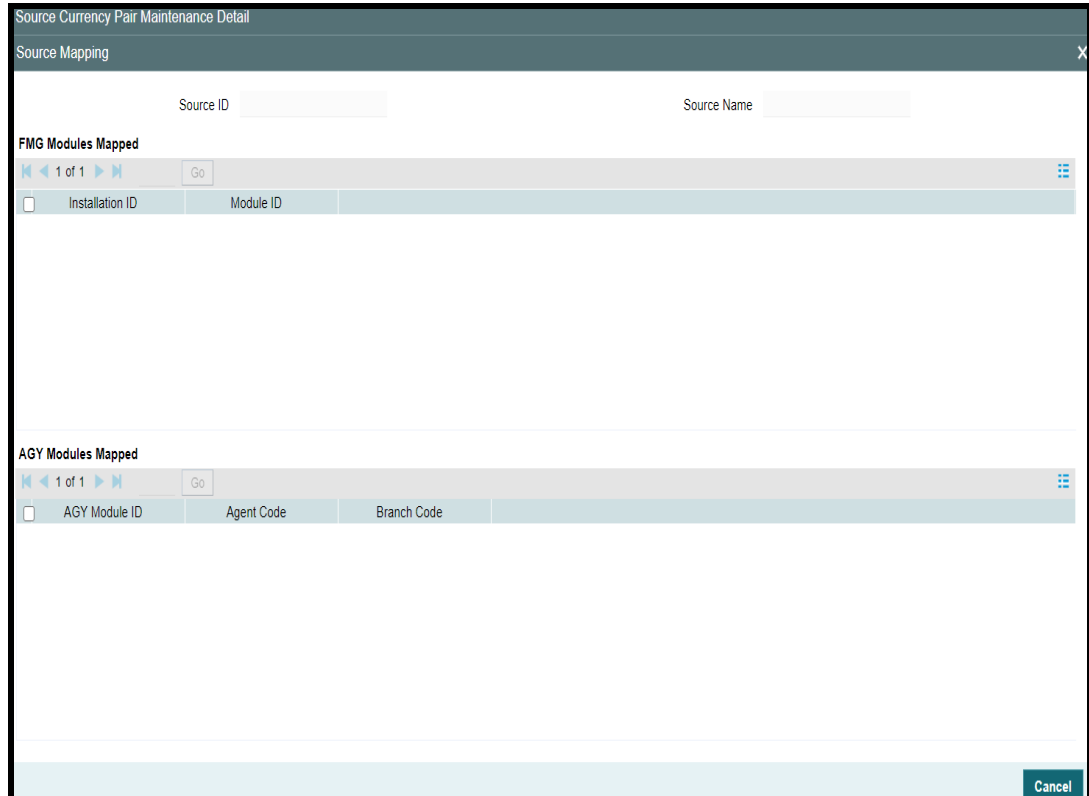 Source Currency Pair Maintenance Detail
Source Mapping X
Source ID Source Name
FMG Modules Mapped
1 of 1 Go
Installation ID Module ID
AGY Modules Mapped
1 of 1 Go
AGY Module ID Agent Code Branch Code
Cancel